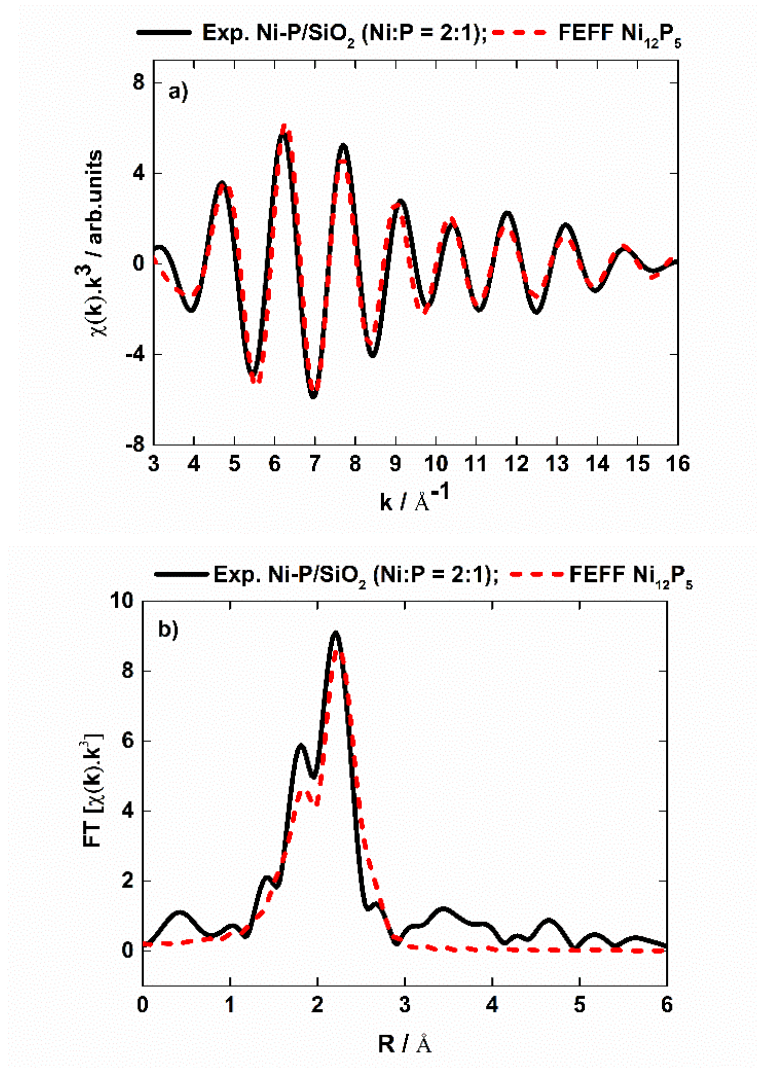 Exp. Ni-P/SiO₂ (Ni:P = 2:1); FEFF Ni₁₂P₅
a)
8
4
0
-4
-8
χ(k).k³ / arb.units
3 4 5 6 7 8 9 10 11 12 13 14 15 16
k / Å⁻¹
Exp. Ni-P/SiO₂ (Ni:P = 2:1); FEFF Ni₁₂P₅
b)
10
8
6
4
2
0
FT [χ(k).k³]
0 1 2 3 4 5 6
R / Å